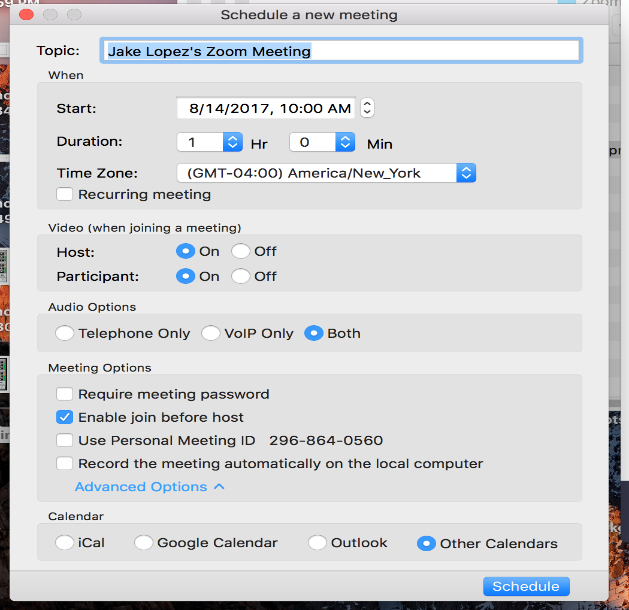 Schedule a new meeting
Topic: Jake Lopez's Zoom Meeting
When
Start: 8/14/2017, 10:00 AM
Duration: 1 Hr 0 Min
Time Zone: (GMT-04:00) America/New_York
Recurring meeting
Video (when joining a meeting)
Host: On Off
Participant: On Off
Audio Options
Telephone Only VoIP Only Both
Meeting Options
Require meeting password
Enable join before host
Use Personal Meeting ID 296-864-0560
Record the meeting automatically on the local computer
Advanced Options
Calendar
iCal Google Calendar Outlook Other Calendars
Schedule